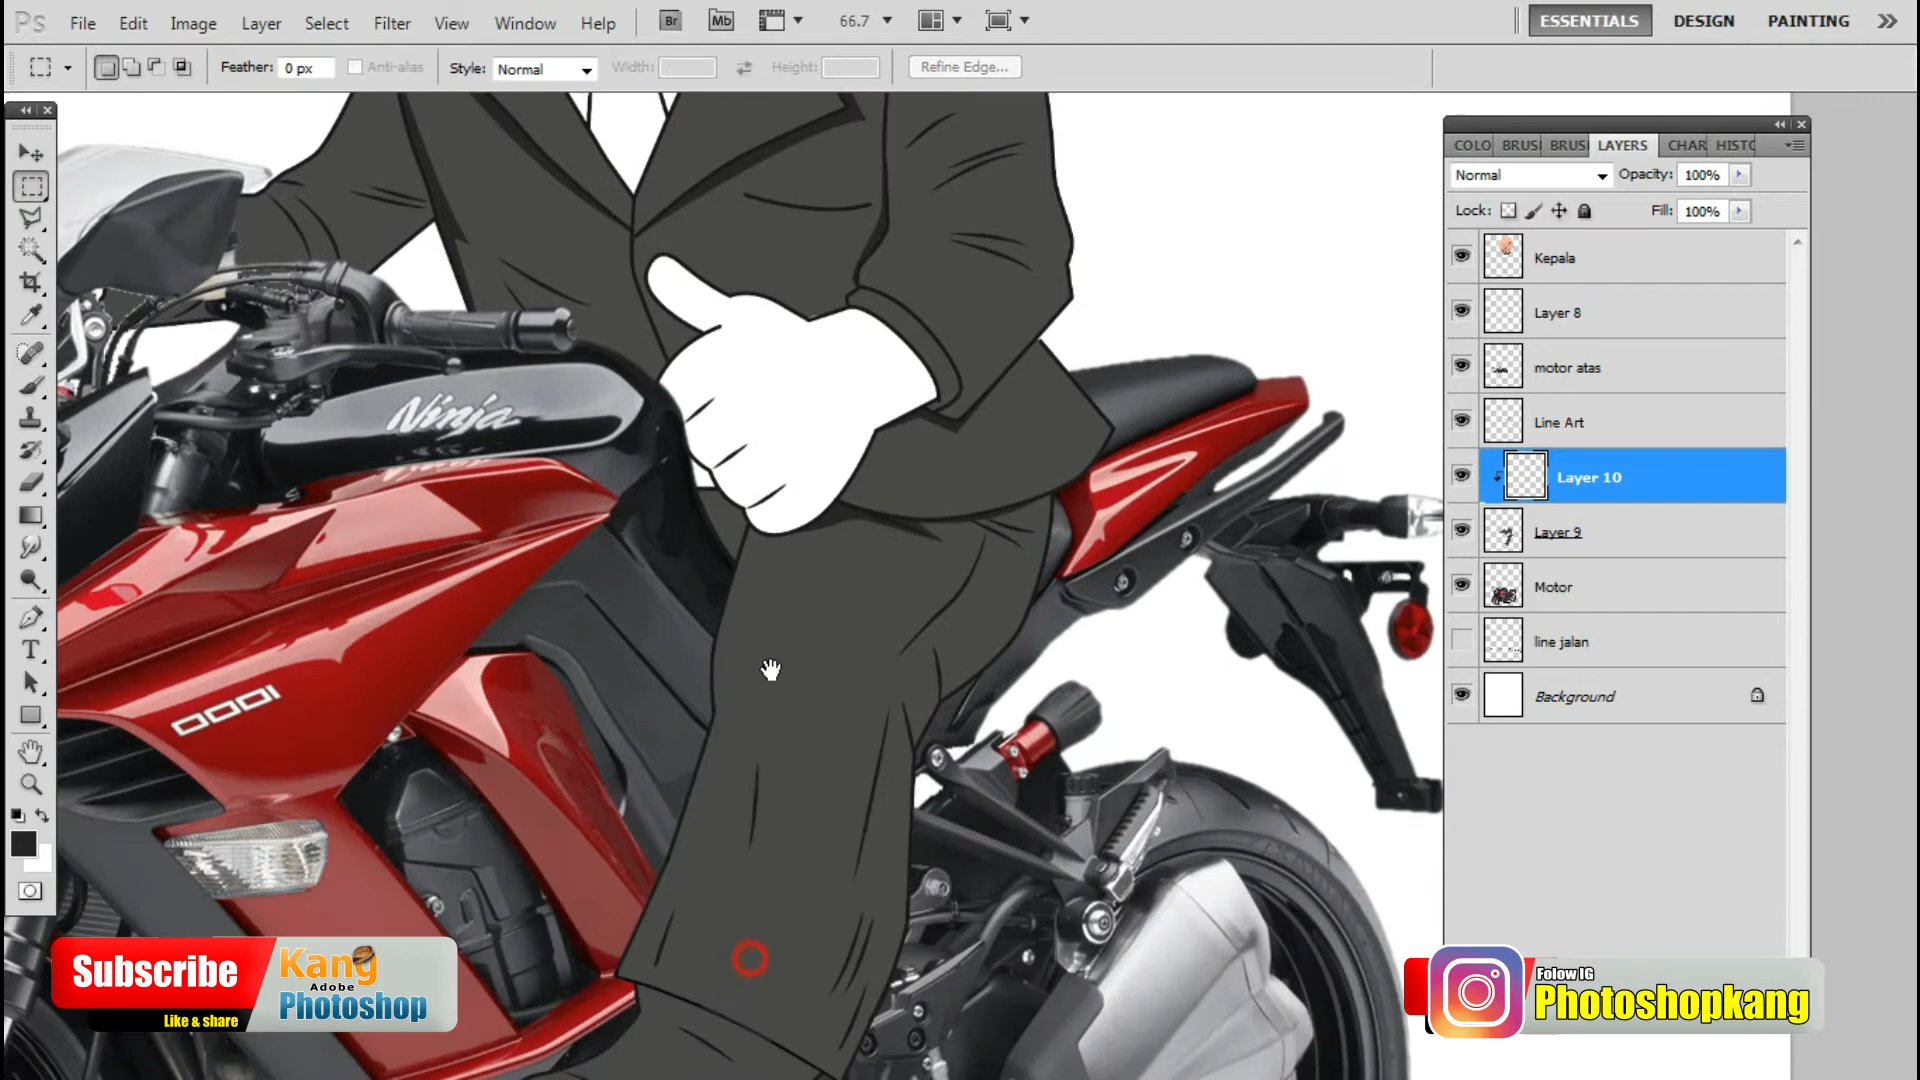 Ps File Edit Image Layer Select Filter View Window Help Br Mb 66.7 ESSENTIALS DESIGN PAINTING
Feather: 0 px Anti-alias Style: Normal Width: Height: Refine Edge...
COLO BRUSI BRUSI LAYERS CHAR HISTC
Normal Opacity: 100%
Lock: Fill: 100%
Kepala
Layer 8
motor atas
Line Art
Layer 10
Layer 9
Motor
line jalan
Background
Ninja
1000
Subscribe
Kang
Adobe
Photoshop
Like & share
Folow IG
Photoshopkang